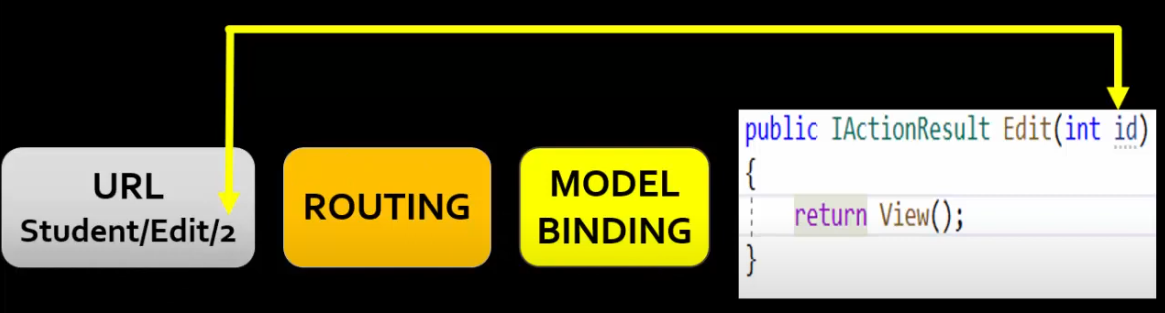 URL
Student/Edit/2
ROUTING
MODEL
BINDING
public IActionResult Edit(int id)
{
return View();
}